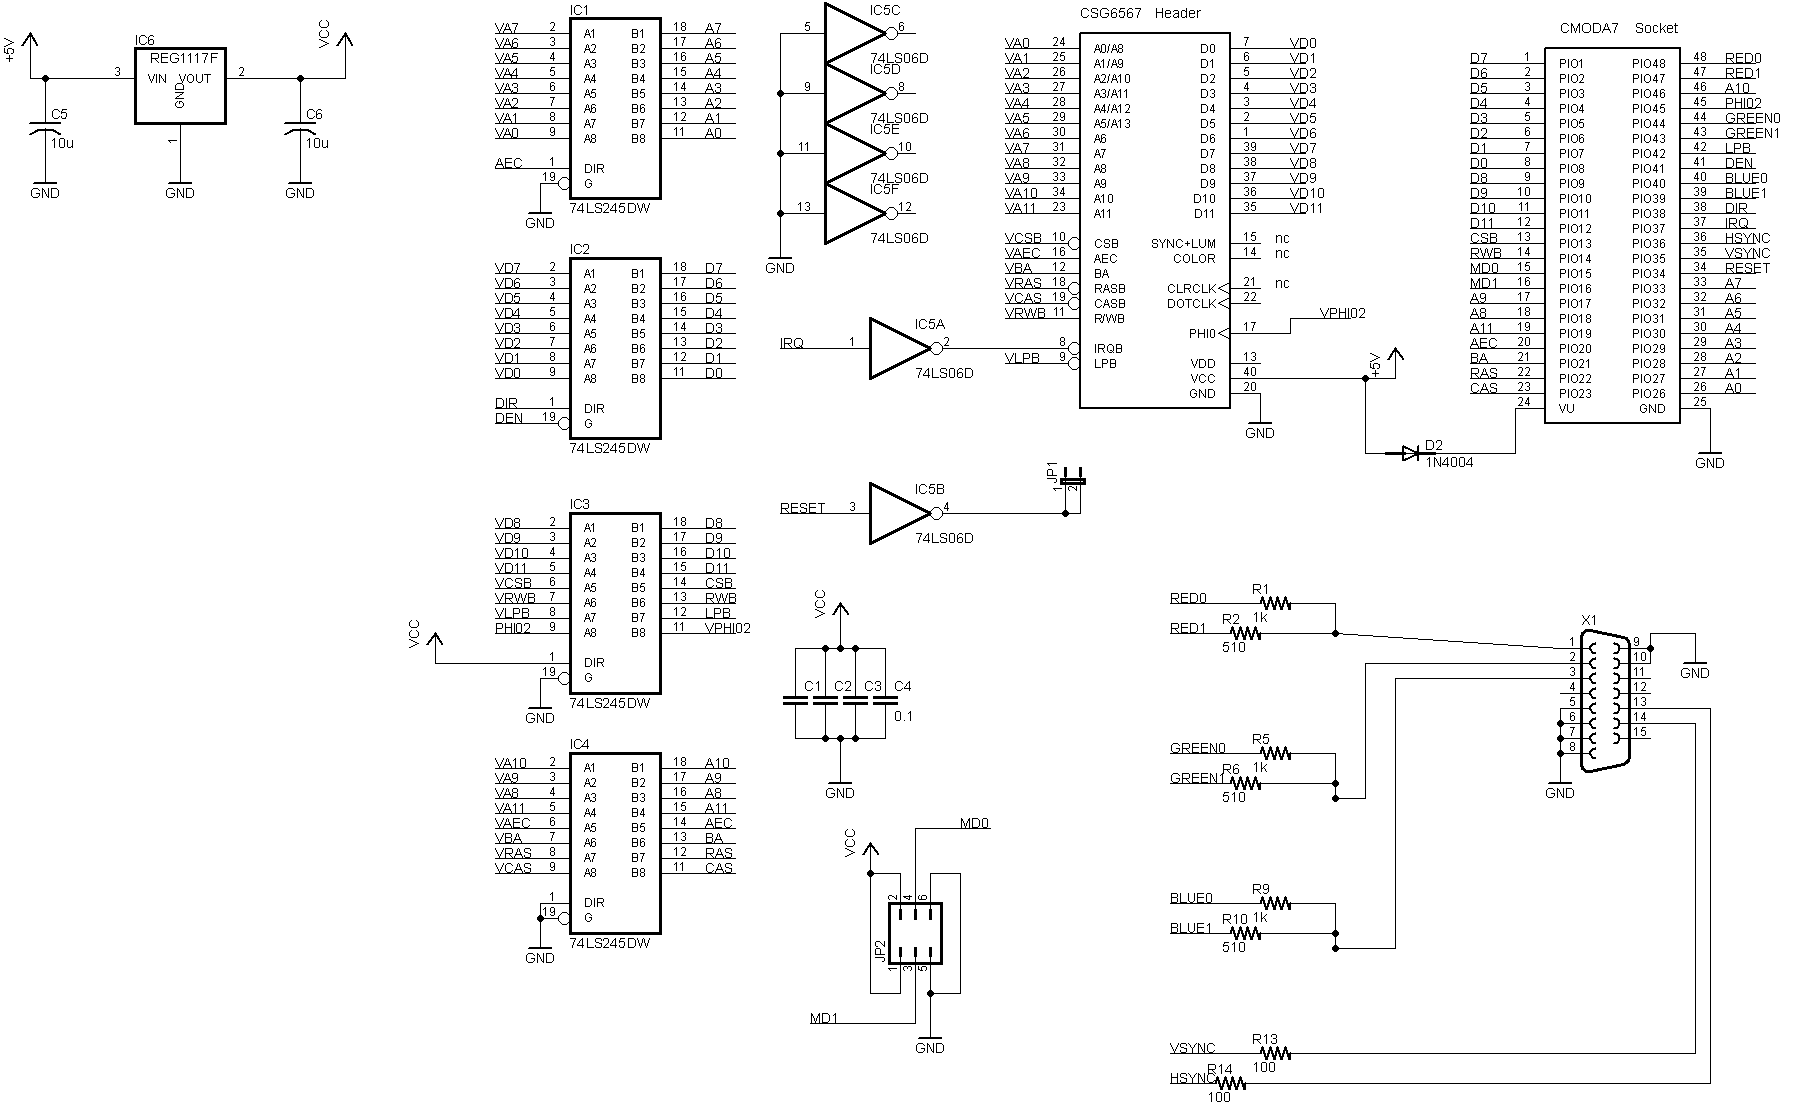 +5V
IC6
REG1117F
3 VIN VOUT 2
GND
1
VCC
C5
10u
GND
GND
C6
10u
GND
IC1
VA7 2 A1 B1 18 A7
VA6 3 A2 B2 17 A6
VA5 4 A3 B3 16 A5
VA4 5 A4 B4 15 A4
VA3 6 A5 B5 14 A3
VA2 7 A6 B6 13 A2
VA1 8 A7 B7 12 A1
VA0 9 A8 B8 11 A0
AEC 1 DIR
19 G
GND
74LS245DW
IC2
VD7 2 A1 B1 18 D7
VD6 3 A2 B2 17 D6
VD5 4 A3 B3 16 D5
VD4 5 A4 B4 15 D4
VD3 6 A5 B5 14 D3
VD2 7 A6 B6 13 D2
VD1 8 A7 B7 12 D1
VD0 9 A8 B8 11 D0
DIR 1 DIR
DEN 19 G
74LS245DW
IC3
VD8 2 A1 B1 18 D8
VD9 3 A2 B2 17 D9
VD10 4 A3 B3 16 D10
VD11 5 A4 B4 15 D11
VCSB 6 A5 B5 14 CSB
VRWB 7 A6 B6 13 RWB
VLPB 8 A7 B7 12 LPB
PHI02 9 A8 B8 11 VPHI02
VCC
1 DIR
19 G
GND
74LS245DW
IC4
VA10 2 A1 B1 18 A10
VA9 3 A2 B2 17 A9
VA8 4 A3 B3 16 A8
VA11 5 A4 B4 15 A11
VAEC 6 A5 B5 14 AEC
VBA 7 A6 B6 13 BA
VRAS 8 A7 B7 12 RAS
VCAS 9 A8 B8 11 CAS
1 DIR
19 G
GND
74LS245DW
IC5C
5 6
74LS06D
IC5D
9 8
74LS06D
IC5E
11 10
74LS06D
IC5F
13 12
74LS06D
GND
IC5A
IRQ 1 2
74LS06D
IC5B
RESET 3 4
74LS06D
JP1
1 2
VCC
C1 C2 C3 C4
0.1
GND
VCC
MD0
2 4 6
JP2
1 3 5
MD1
GND
CSG6567 Header
VA0 24 A0/A8 D0 7 VD0
VA1 25 A1/A9 D1 6 VD1
VA2 26 A2/A10 D2 5 VD2
VA3 27 A3/A11 D3 4 VD3
VA4 28 A4/A12 D4 3 VD4
VA5 29 A5/A13 D5 2 VD5
VA6 30 A6 D6 1 VD6
VA7 31 A7 D7 39 VD7
VA8 32 A8 D8 38 VD8
VA9 33 A9 D9 37 VD9
VA10 34 A10 D10 36 VD10
VA11 23 A11 D11 35 VD11
VCSB 10 CSB SYNC+LUM 15 nc
VAEC 16 AEC COLOR 14 nc
VBA 12 BA
VRAS 18 RASB CLRCLK 21 nc
VCAS 19 CASB DOTCLK 22
VRWB 11 R/WB
PHI0 17 VPHI02
8 IRQB
VLPB 9 LPB VDD 13
VCC 40
GND 20
GND
+5V
D2
1N4004
CMODA7 Socket
D7 1 PIO1 PIO48 48 RED0
D6 2 PIO2 PIO47 47 RED1
D5 3 PIO3 PIO46 46 A10
D4 4 PIO4 PIO45 45 PHI02
D3 5 PIO5 PIO44 44 GREEN0
D2 6 PIO6 PIO43 43 GREEN1
D1 7 PIO7 PIO42 42 LPB
D0 8 PIO8 PIO41 41 DEN
D8 9 PIO9 PIO40 40 BLUE0
D9 10 PIO10 PIO39 39 BLUE1
D10 11 PIO11 PIO38 38 DIR
D11 12 PIO12 PIO37 37 IRQ
CSB 13 PIO13 PIO36 36 HSYNC
RWB 14 PIO14 PIO35 35 VSYNC
MD0 15 PIO15 PIO34 34 RESET
MD1 16 PIO16 PIO33 33 A7
A9 17 PIO17 PIO32 32 A6
A8 18 PIO18 PIO31 31 A5
A11 19 PIO19 PIO30 30 A4
AEC 20 PIO20 PIO29 29 A3
BA 21 PIO21 PIO28 28 A2
RAS 22 PIO22 PIO27 27 A1
CAS 23 PIO23 PIO26 26 A0
24 VU GND 25
GND
RED0 R1
1k
RED1 R2
510
GREEN0 R5
1k
GREEN1 R6
510
BLUE0 R9
1k
BLUE1 R10
510
VSYNC R13
100
HSYNC R14
100
X1
1 9
2 10
3 11
4 12
5 13
6 14
7 15
8
GND
GND